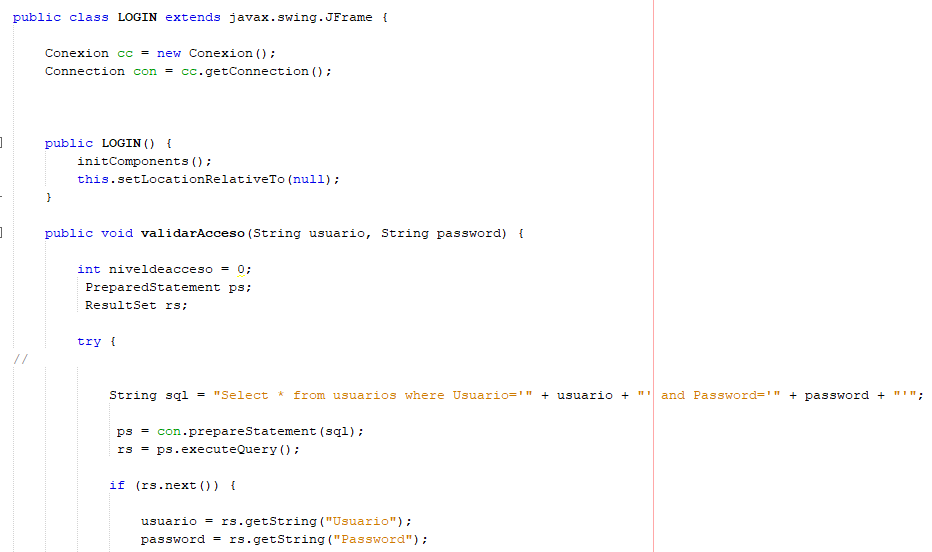 public class LOGIN extends javax.swing.JFrame {
Conexion cc = new Conexion();
Connection con = cc.getConnection();
public LOGIN() {
initComponents();
this.setLocationRelativeTo(null);
}
public void validarAcceso(String usuario, String password) {
int niveldeacceso = 0;
PreparedStatement ps;
ResultSet rs;
try {
//
String sql = "Select * from usuarios where Usuario='" + usuario + "' and Password='" + password + "'";
ps = con.prepareStatement(sql);
rs = ps.executeQuery();
if (rs.next()) {
usuario = rs.getString("Usuario");
password = rs.getString("Password");